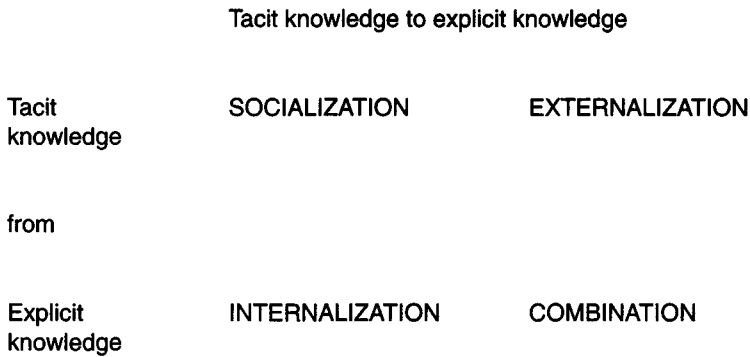 Tacit knowledge to explicit knowledge
Tacit knowledge SOCIALIZATION EXTERNALIZATION
from
Explicit knowledge INTERNALIZATION COMBINATION